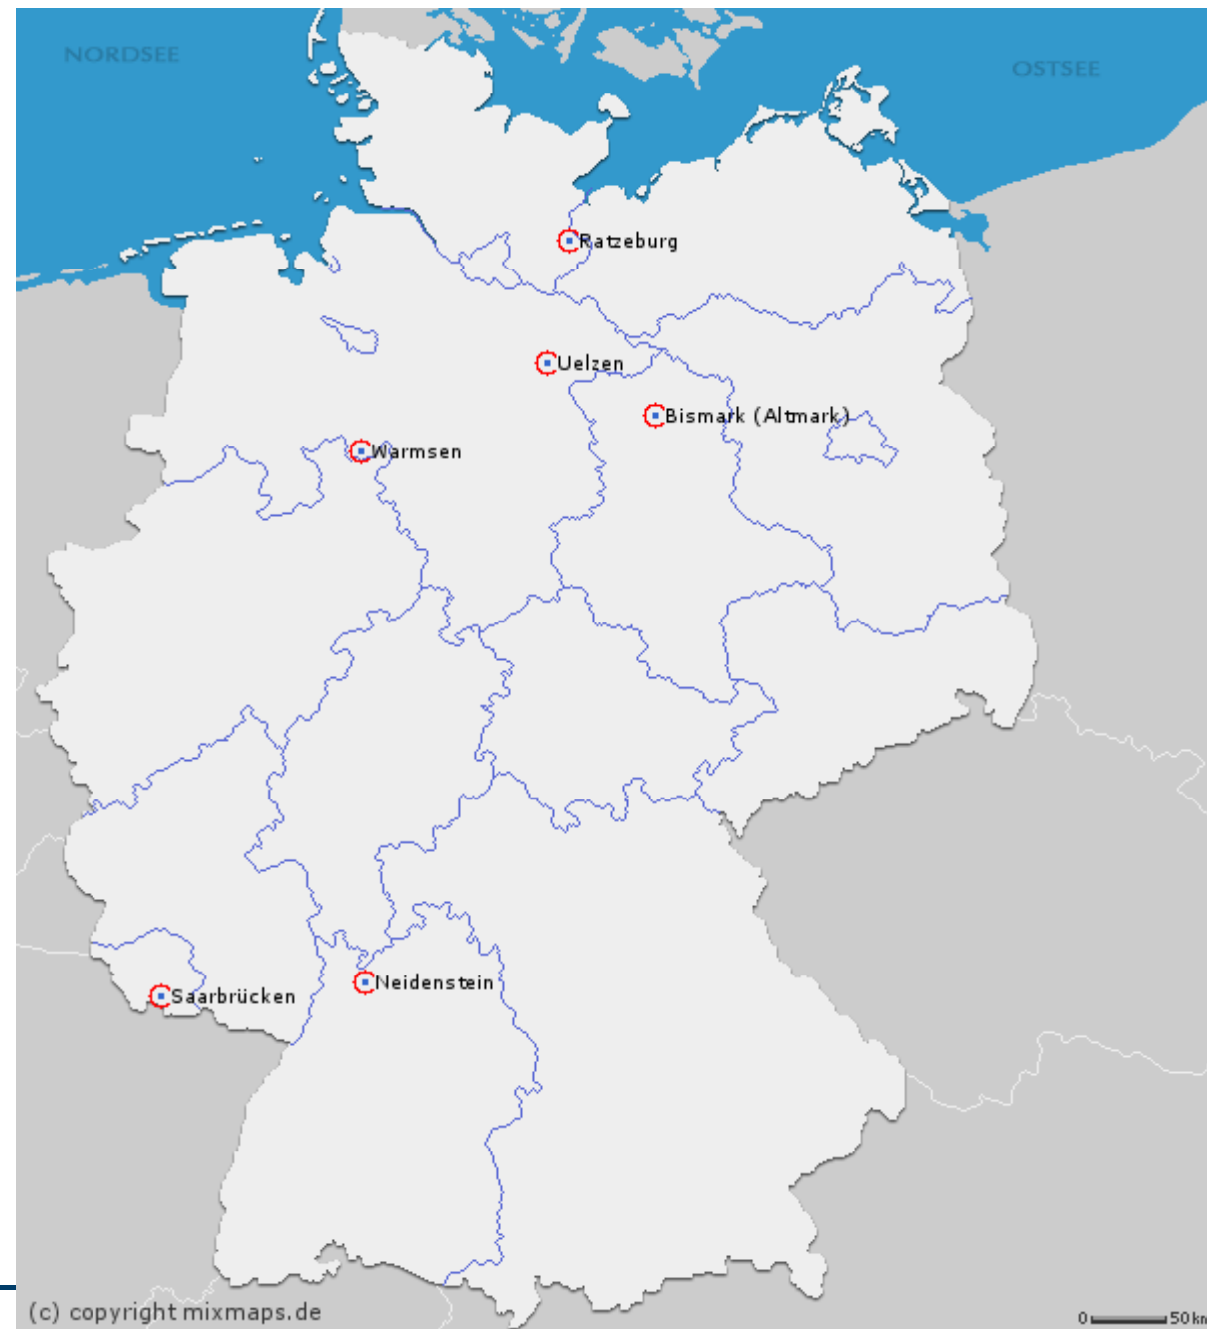 NORDSEE
OSTSEE
Ratzeburg
Uelzen
Bismark (Altmark)
Warmsen
Neidenstein
Saarbrücken
(c) copyright mixmaps.de
0 50 km